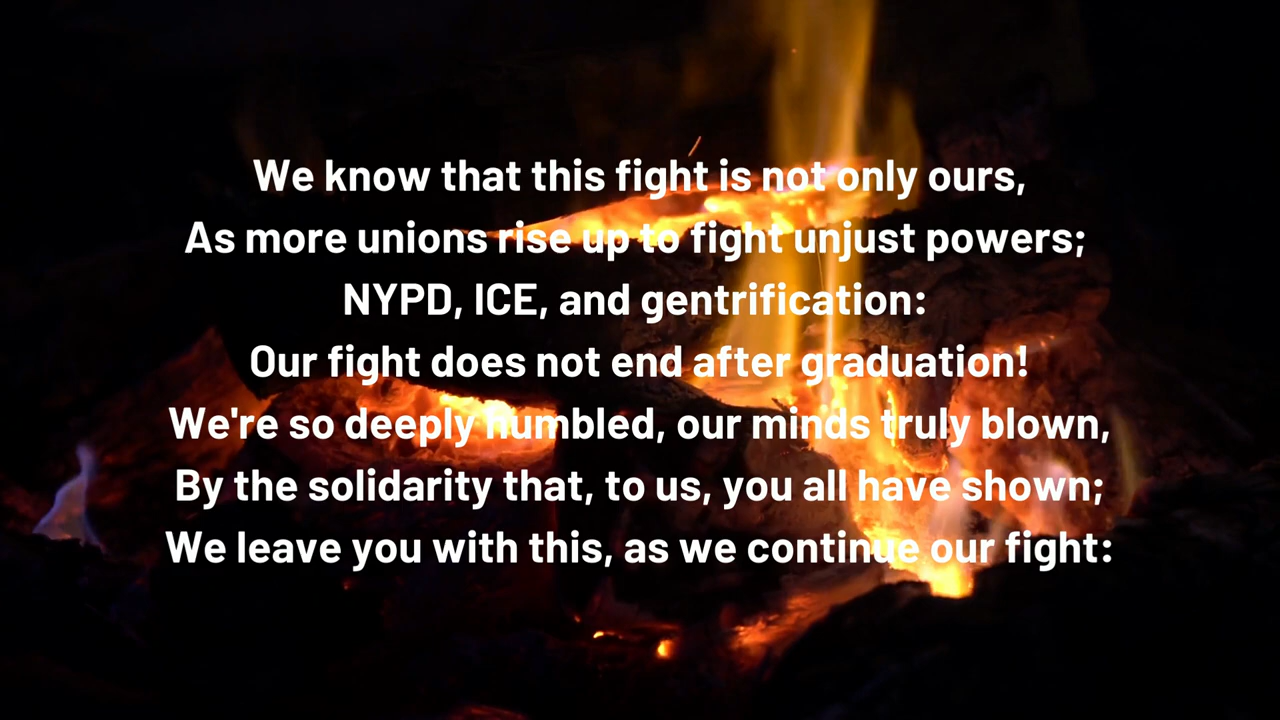 We know that this fight is not only ours,
As more unions rise up to fight unjust powers;
NYPD, ICE, and gentrification:
Our fight does not end after graduation!
We're so deeply humbled, our minds truly blown,
By the solidarity that, to us, you all have shown;
We leave you with this, as we continue our fight: